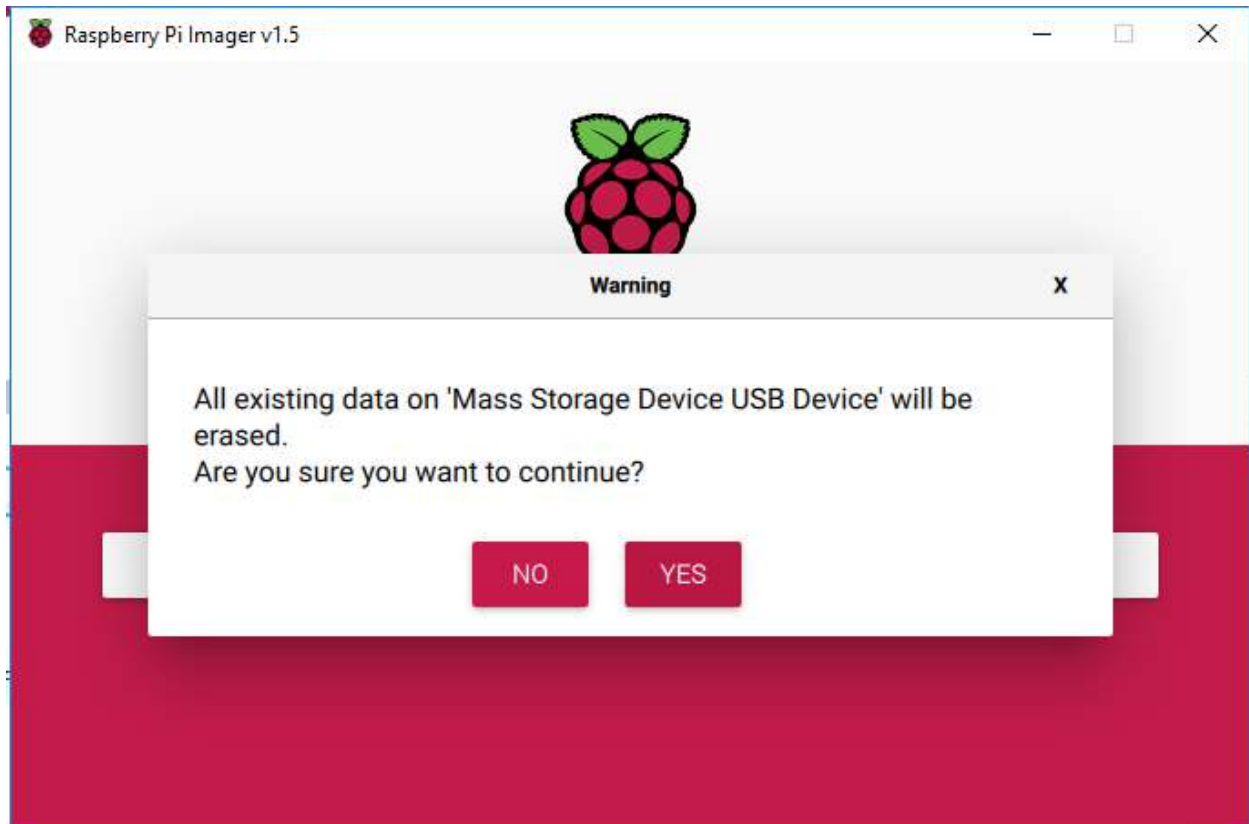 Raspberry Pi Imager v1.5
Warning
X
All existing data on 'Mass Storage Device USB Device' will be
erased.
Are you sure you want to continue?
NO YES